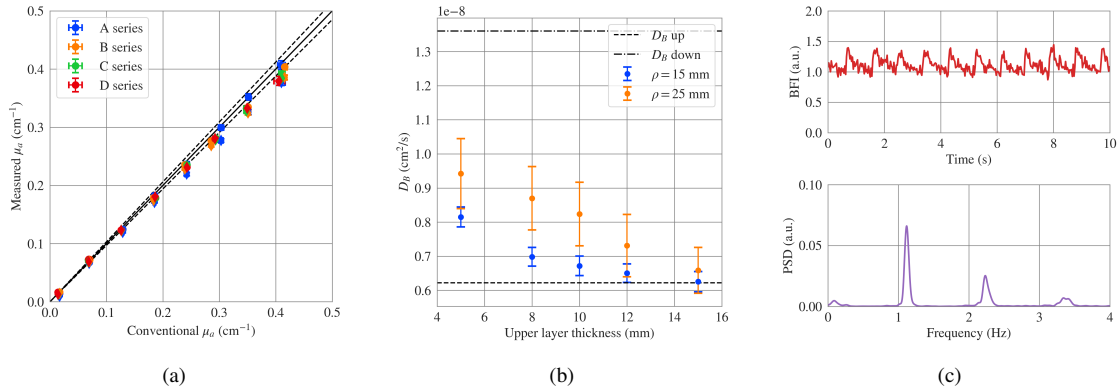 0.5
0.4
0.3
0.2
0.1
0.0
0.0 0.1 0.2 0.3 0.4 0.5
Measured μₐ (cm⁻¹)
Conventional μₐ (cm⁻¹)
A series
B series
C series
D series
(a)
1e−8
1.3
1.2
1.1
1.0
0.9
0.8
0.7
0.6
4 6 8 10 12 14 16
D_B (cm²/s)
Upper layer thickness (mm)
D_B up
D_B down
ρ = 15 mm
ρ = 25 mm
(b)
2.0
1.5
1.0
0.5
0.0
0 2 4 6 8 10
BFI (a.u.)
Time (s)
0.10
0.05
0.00
0 1 2 3 4
PSD (a.u.)
Frequency (Hz)
(c)